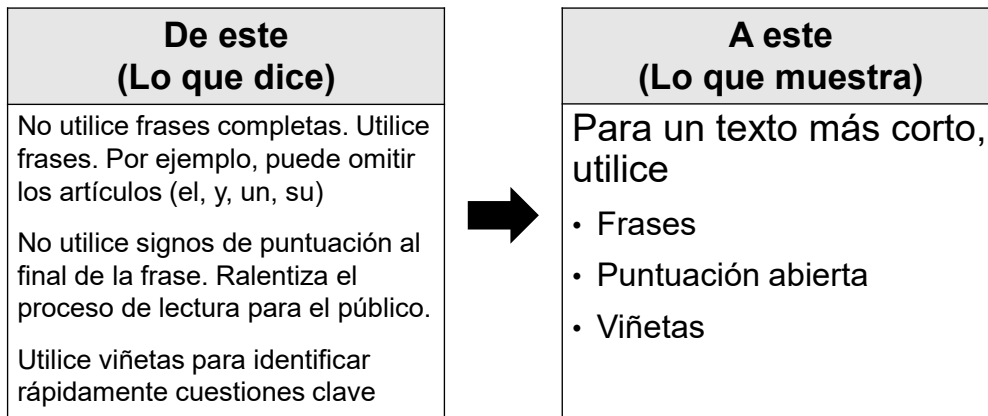 De este
(Lo que dice)
No utilice frases completas. Utilice
frases. Por ejemplo, puede omitir
los artículos (el, y, un, su)
No utilice signos de puntuación al
final de la frase. Ralentiza el
proceso de lectura para el público.
Utilice viñetas para identificar
rápidamente cuestiones clave
A este
(Lo que muestra)
Para un texto más corto,
utilice
• Frases
• Puntuación abierta
• Viñetas